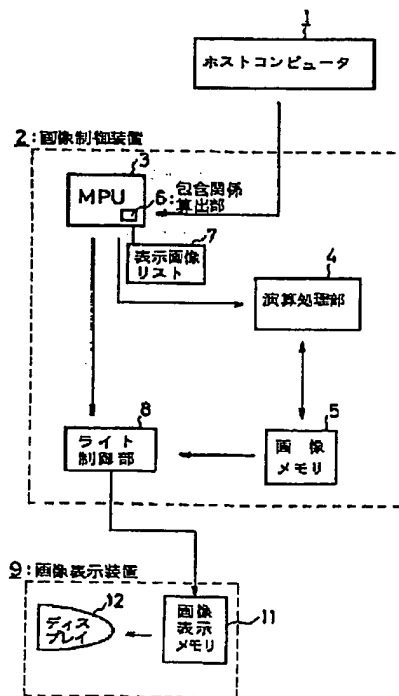 1
ホストコンピュータ
2:画像制御装置
3
MPU
6:包含関係
算出部
7
表示画像
リスト
4
演算処理部
8
ライト
制御部
5
画像
メモリ
9:画像表示装置
12
ディス
プレイ
画像
表示
メモリ
11